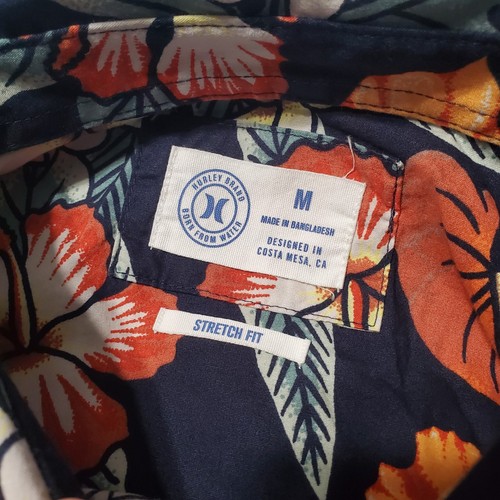 HURLEY BRAND
BORN FROM WATER
M
MADE IN BANGLADESH
DESIGNED IN
COSTA MESA, CA
STRETCH FIT